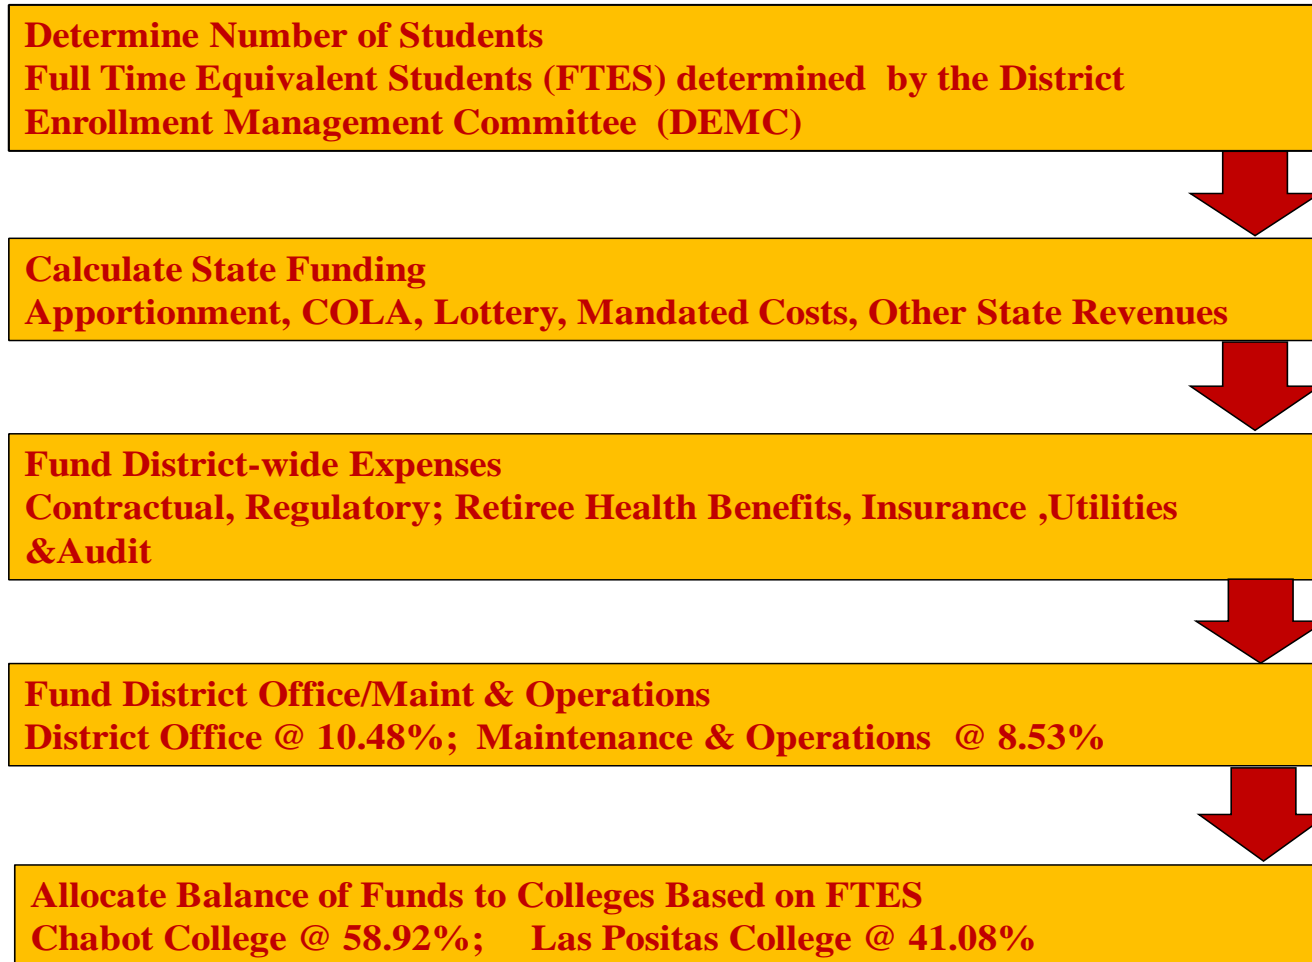 Determine Number of Students
Full Time Equivalent Students (FTES) determined  by the District
Enrollment Management Committee  (DEMC)
Calculate State Funding
Apportionment, COLA, Lottery, Mandated Costs, Other State Revenues
Fund District-wide Expenses
Contractual, Regulatory; Retiree Health Benefits, Insurance ,Utilities
&Audit
Fund District Office/Maint & Operations
District Office @ 10.48%;  Maintenance & Operations  @ 8.53%
Allocate Balance of Funds to Colleges Based on FTES
Chabot College @ 58.92%;    Las Positas College @ 41.08%